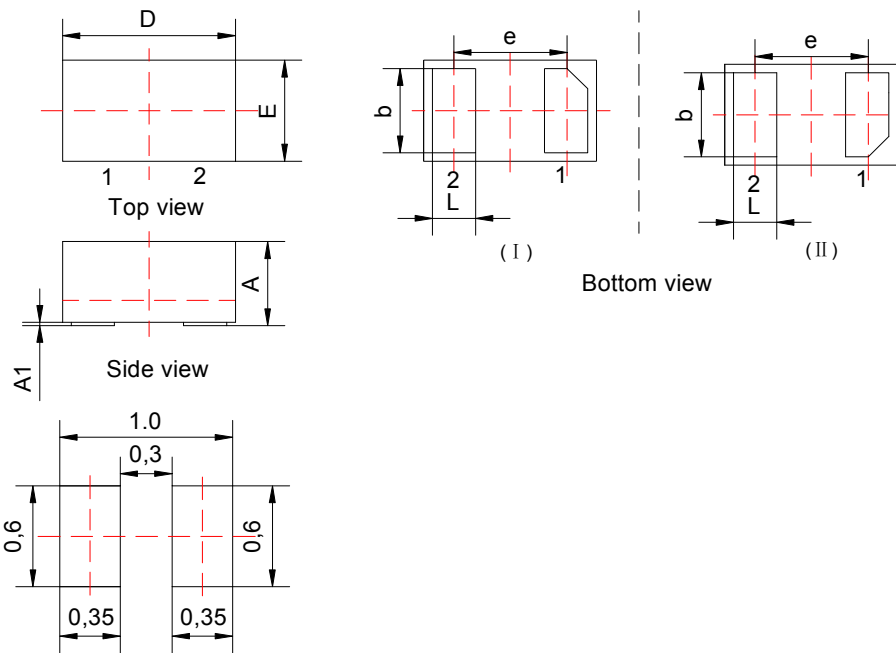 D
E
1 2
Top view
A
A1
Side view
e
b
2 1
L
(Ⅰ)
e
b
2 1
L
(Ⅱ)
Bottom view
1.0
0,3
0,6
0,6
0,35 0,35